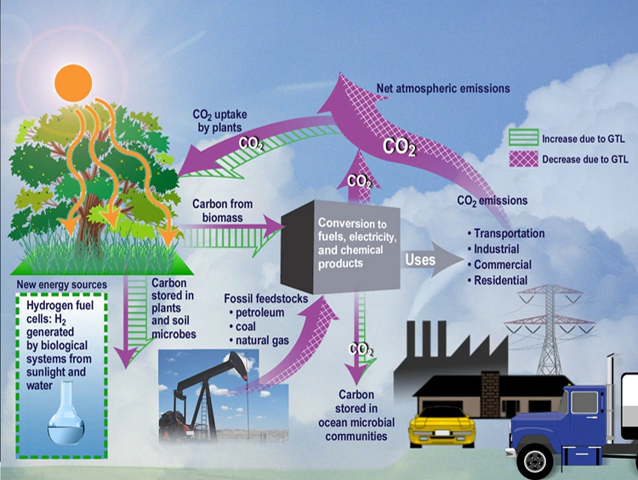 Net atmospheric emissions
CO2 uptake
by plants
CO2
CO2
CO2
Increase due to GTL
Decrease due to GTL
Carbon from
biomass
CO2 emissions
Conversion to
fuels, electricity,
and chemical
products
Uses
• Transportation
• Industrial
• Commercial
• Residential
New energy sources
Hydrogen fuel
cells: H2
generated
by biological
systems from
sunlight and
water
Carbon
stored in
plants
and soil
microbes
Fossil feedstocks
• petroleum
• coal
• natural gas
CO2
Carbon
stored in
ocean microbial
communities